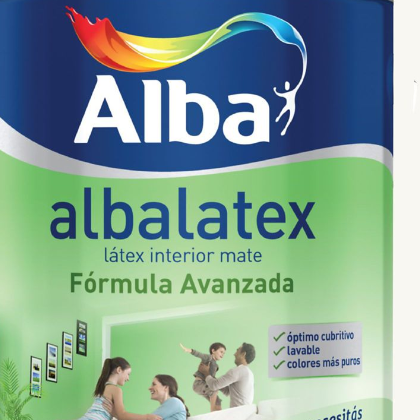 Alba
albalatex
látex interior mate
Fórmula Avanzada
óptimo cubritivo
lavable
colores más puros